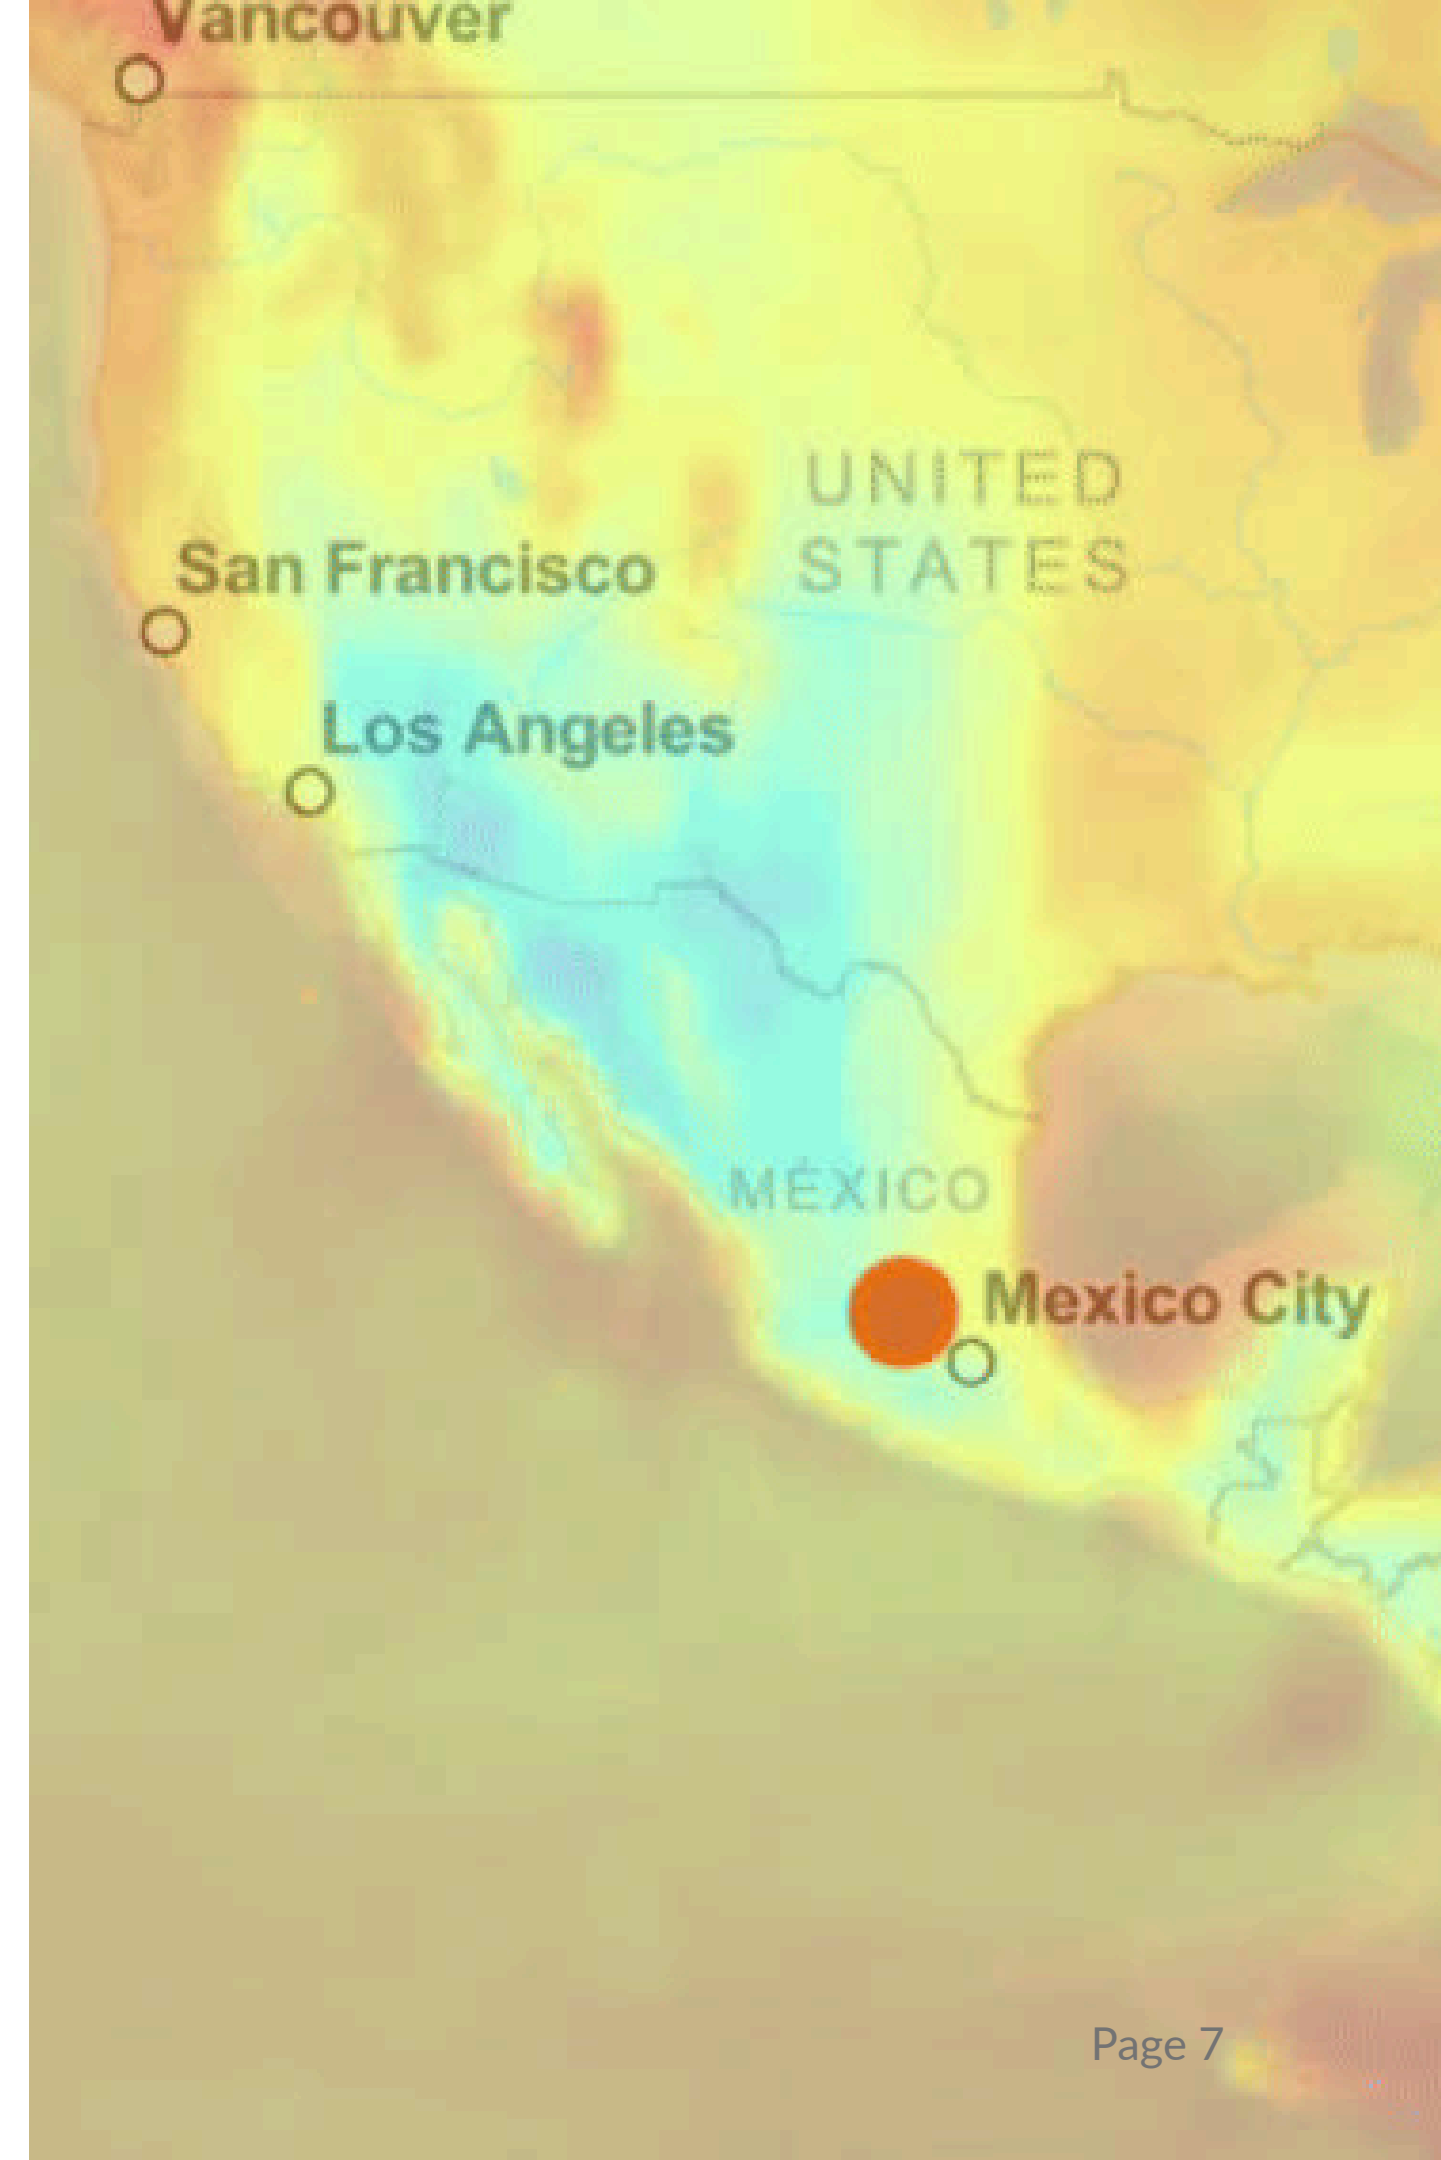 Vancouver
UNITED
STATES
San Francisco
Los Angeles
MÉXICO
Mexico City
Page 7